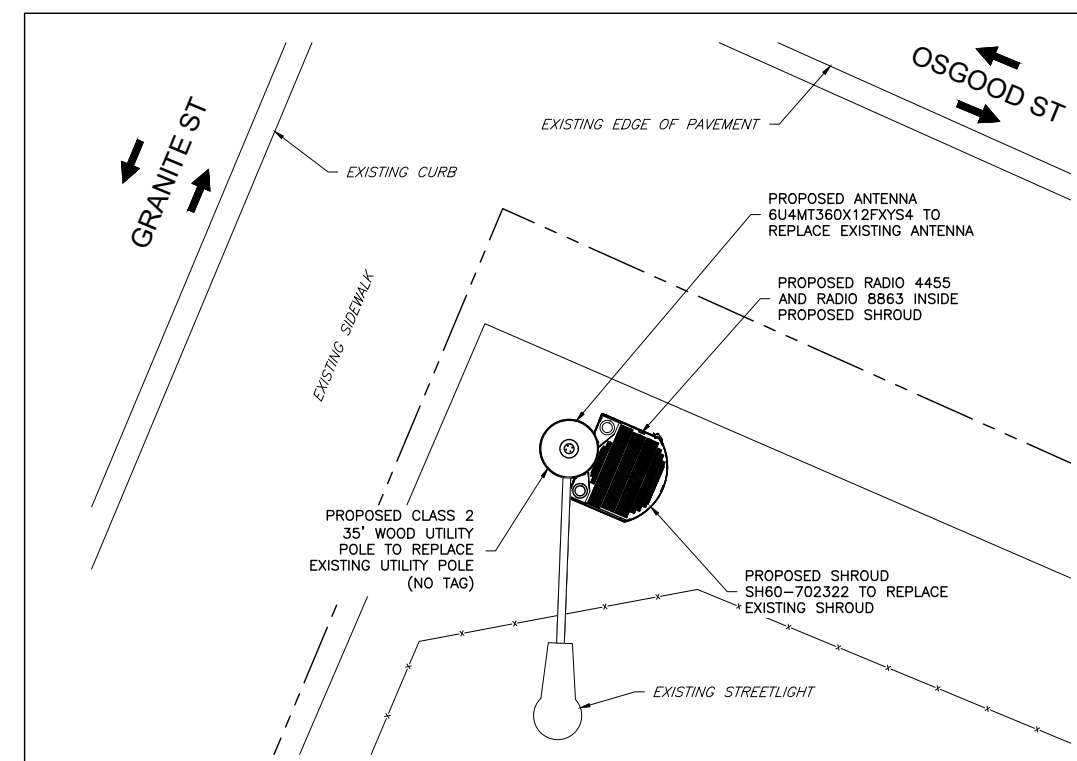 OSGOOD ST
GRANITE ST
EXISTING EDGE OF PAVEMENT
EXISTING CURB
PROPOSED ANTENNA
6U4MT360X12FXYS4 TO
REPLACE EXISTING ANTENNA
EXISTING SIDEWALK
PROPOSED RADIO 4455
AND RADIO 8863 INSIDE
PROPOSED SHROUD
PROPOSED CLASS 2
35' WOOD UTILITY
POLE TO REPLACE
EXISTING UTILITY POLE
(NO TAG)
PROPOSED SHROUD
SH60-702322 TO REPLACE
EXISTING SHROUD
EXISTING STREETLIGHT